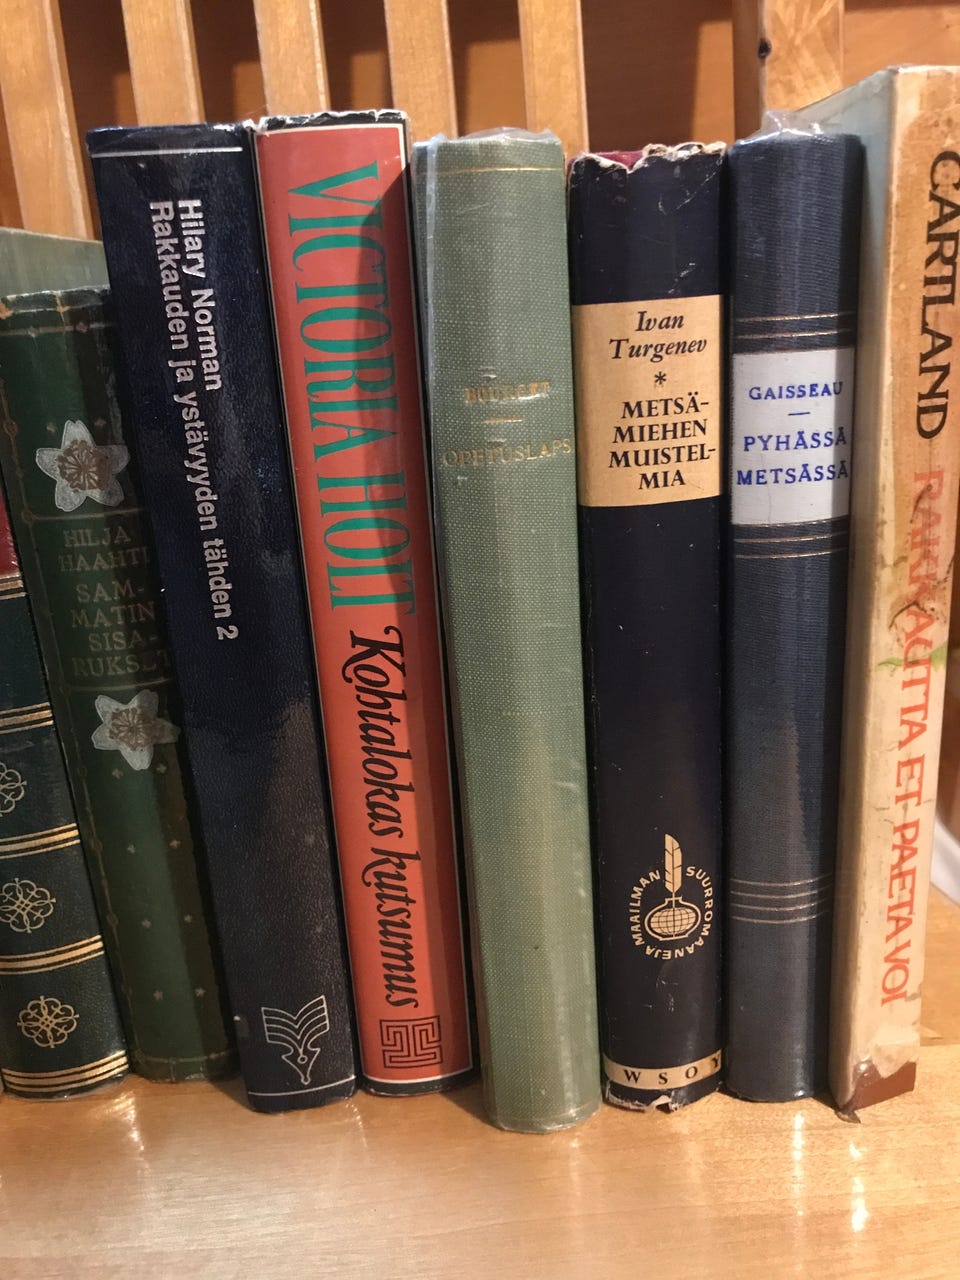 HILJA
HAAHTI
SAM-
MATIN
SISA-
RUKSET
Hilary Norman
Rakkauden ja ystävyyden tähden 2
VICTORIA HOLT Kohtalokas kutsumus
H
OPETUSLAPS
Ivan
Turgenev
*
METSÄ-
MIEHEN
MUISTEL-
MIA
MAAILMAN SUURROMAANEJA
WSOY
GAISSEAU
PYHÄSSÄ
METSÄSSÄ
CARTLAND RAKKAUTTA ET PAETA VOI